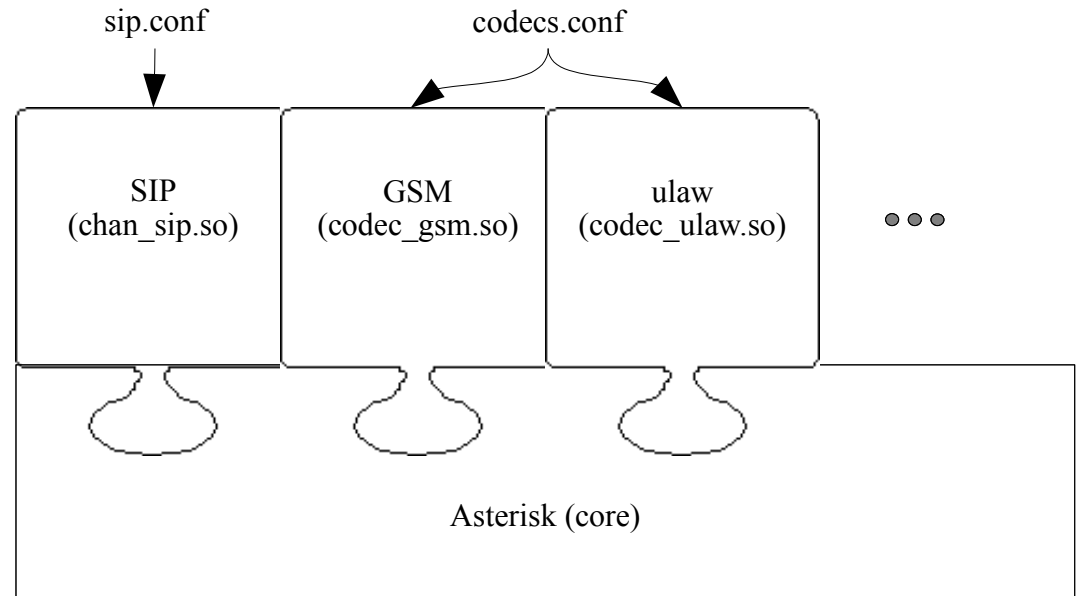 sip.conf
codecs.conf
SIP
(chan_sip.so)
GSM
(codec_gsm.so)
ulaw
(codec_ulaw.so)
Asterisk (core)